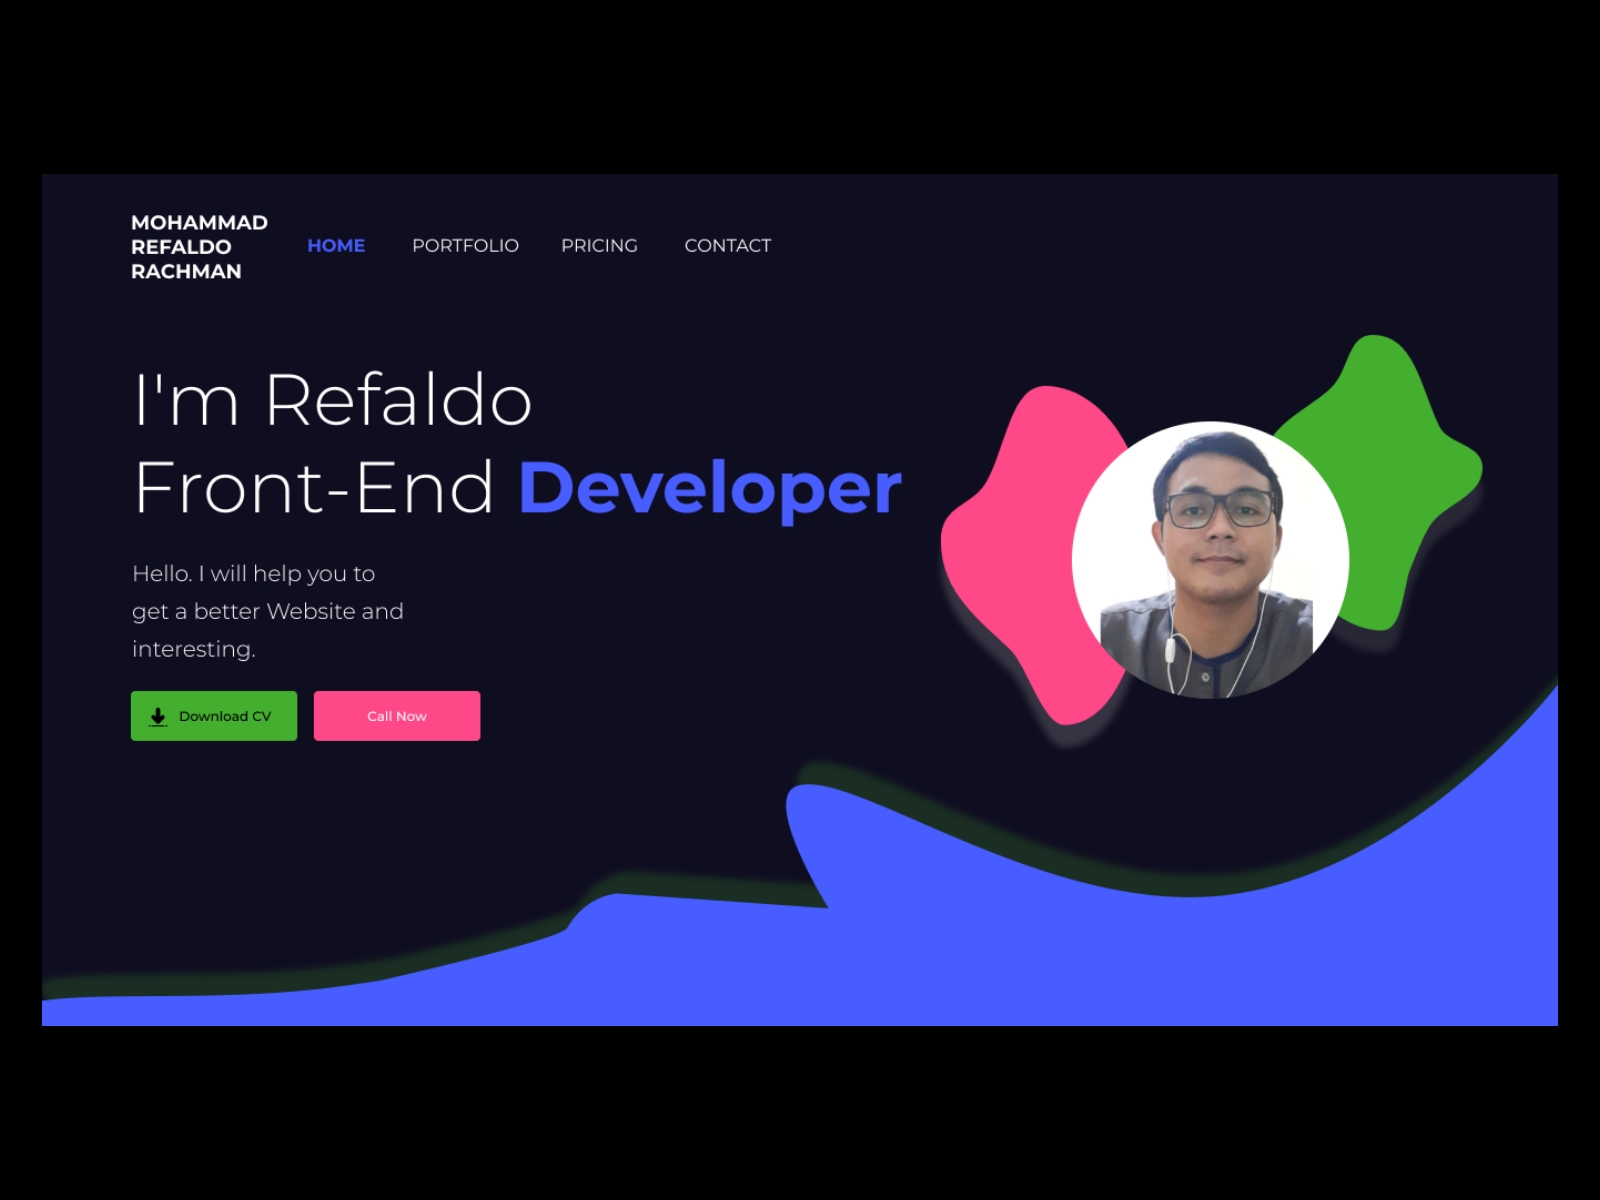 MOHAMMAD
REFALDO
RACHMAN
HOME PORTFOLIO PRICING CONTACT
I'm Refaldo
Front-End Developer
Hello. I will help you to
get a better Website and
interesting.
Download CV
Call Now